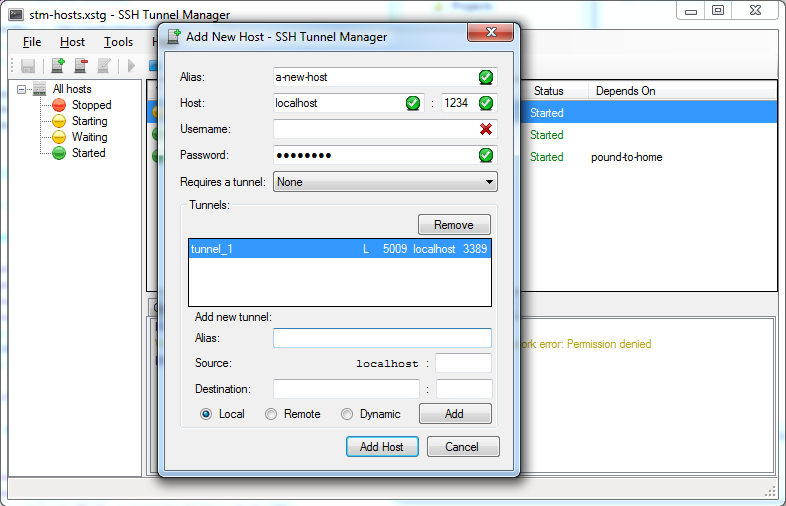 Projects
stm-hosts.xstg - SSH Tunnel Manager
File Host Tools
Add New Host - SSH Tunnel Manager
All hosts
Stopped
Starting
Waiting
Started
Status Depends On
Started
Started
Started pound-to-home
Alias: a-new-host
Host: localhost : 1234
Username:
Password: ●●●●●●●●
Requires a tunnel: None
Tunnels:
Remove
tunnel_1 L 5009 localhost 3389
Add new tunnel:
Alias:
Source: localhost :
Destination: :
Local Remote Dynamic Add
Add Host Cancel
error: Permission denied